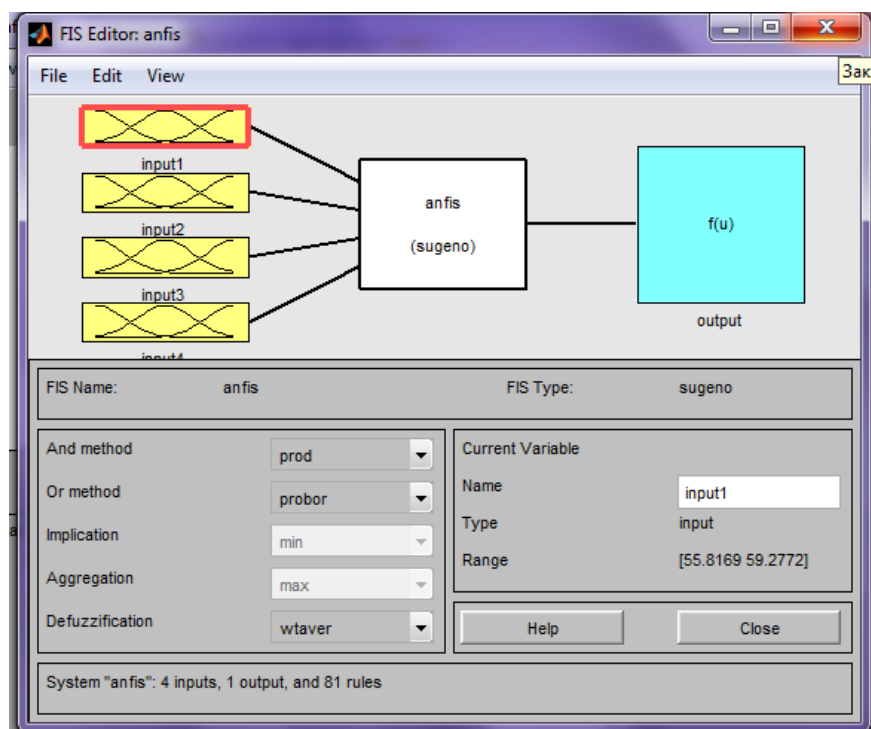 FIS Editor: anfis
File Edit View
Зак
input1
input2
input3
input4
anfis
(sugeno)
f(u)
output
FIS Name: anfis FIS Type: sugeno
And method prod
Or method probor
Implication min
Aggregation max
Defuzzification wtaver
Current Variable
Name input1
Type input
Range [55.8169 59.2772]
Help Close
System "anfis": 4 inputs, 1 output, and 81 rules